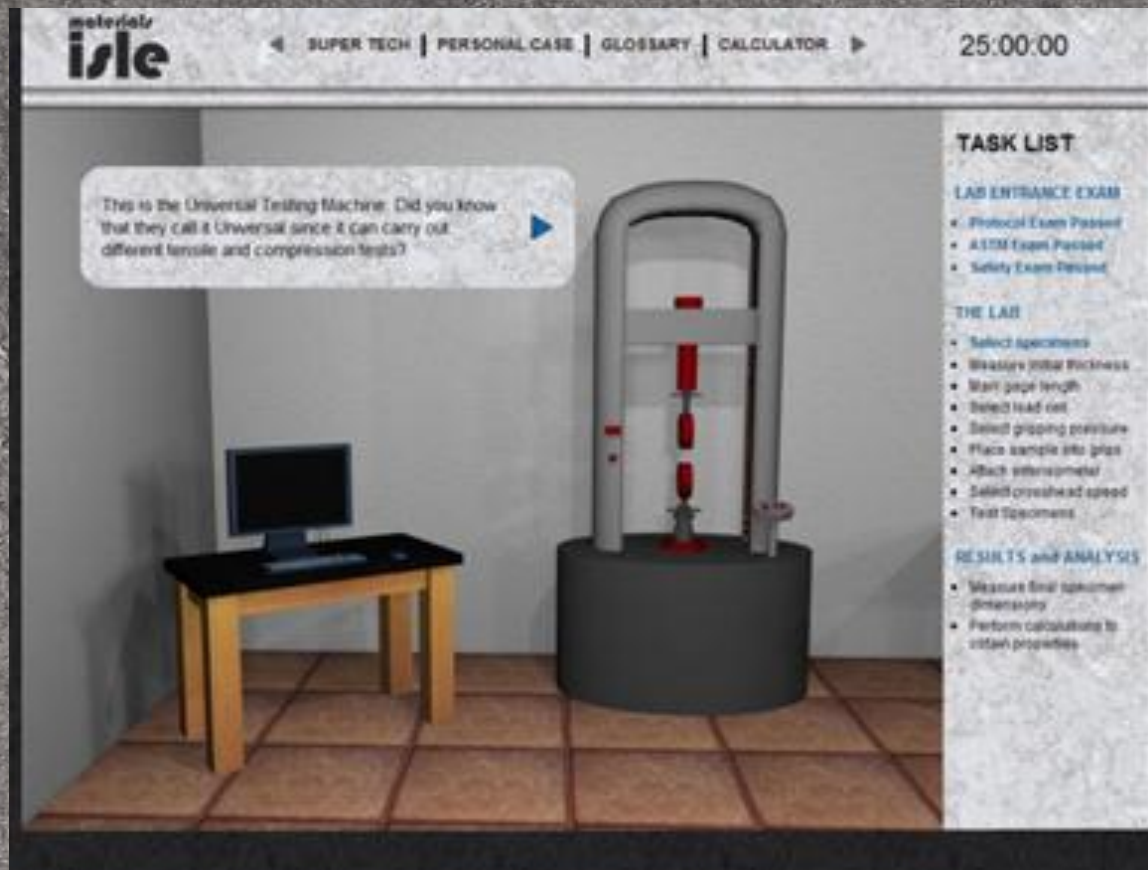 materials
isle
SUPER TECH | PERSONAL CASE | GLOSSARY | CALCULATOR
25:00:00
This is the Universal Testing Machine. Did you know
that they call it Universal since it can carry out
different tensile and compression tests?
TASK LIST
LAB ENTRANCE EXAM
• Protocol Exam Passed
• ASTM Exam Passed
• Safety Exam Passed
THE LAB
• Select specimens
• Measure initial thickness
• Mark gage length
• Select load cell
• Select gripping pressure
• Place sample into grips
• Attach extensometer
• Select crosshead speed
• Test Specimens
RESULTS and ANALYSIS
• Measure final specimen
dimensions
• Perform calculations to
obtain properties